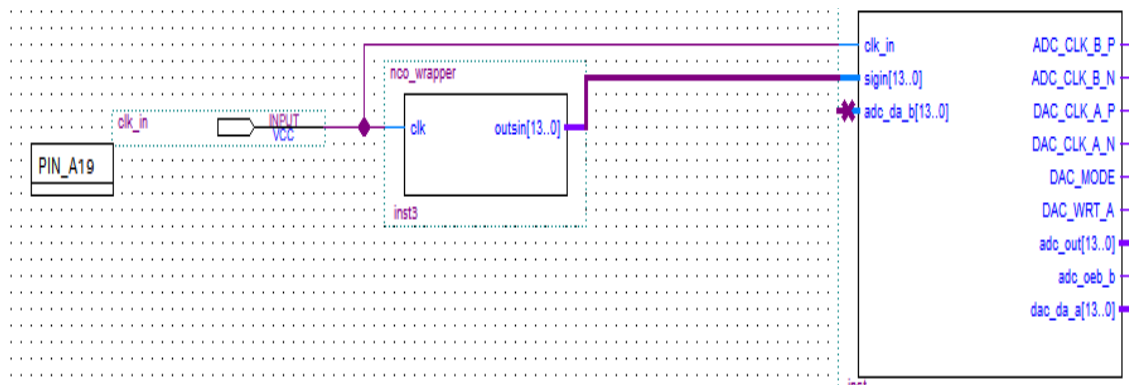 clk_in
INPUT
VCC
PIN_A19
nco_wrapper
clk
outsin[13..0]
inst3
clk_in
sigin[13..0]
adc_da_b[13..0]
ADC_CLK_B_P
ADC_CLK_B_N
DAC_CLK_A_P
DAC_CLK_A_N
DAC_MODE
DAC_WRT_A
adc_out[13..0]
adc_oeb_b
dac_da_a[13..0]